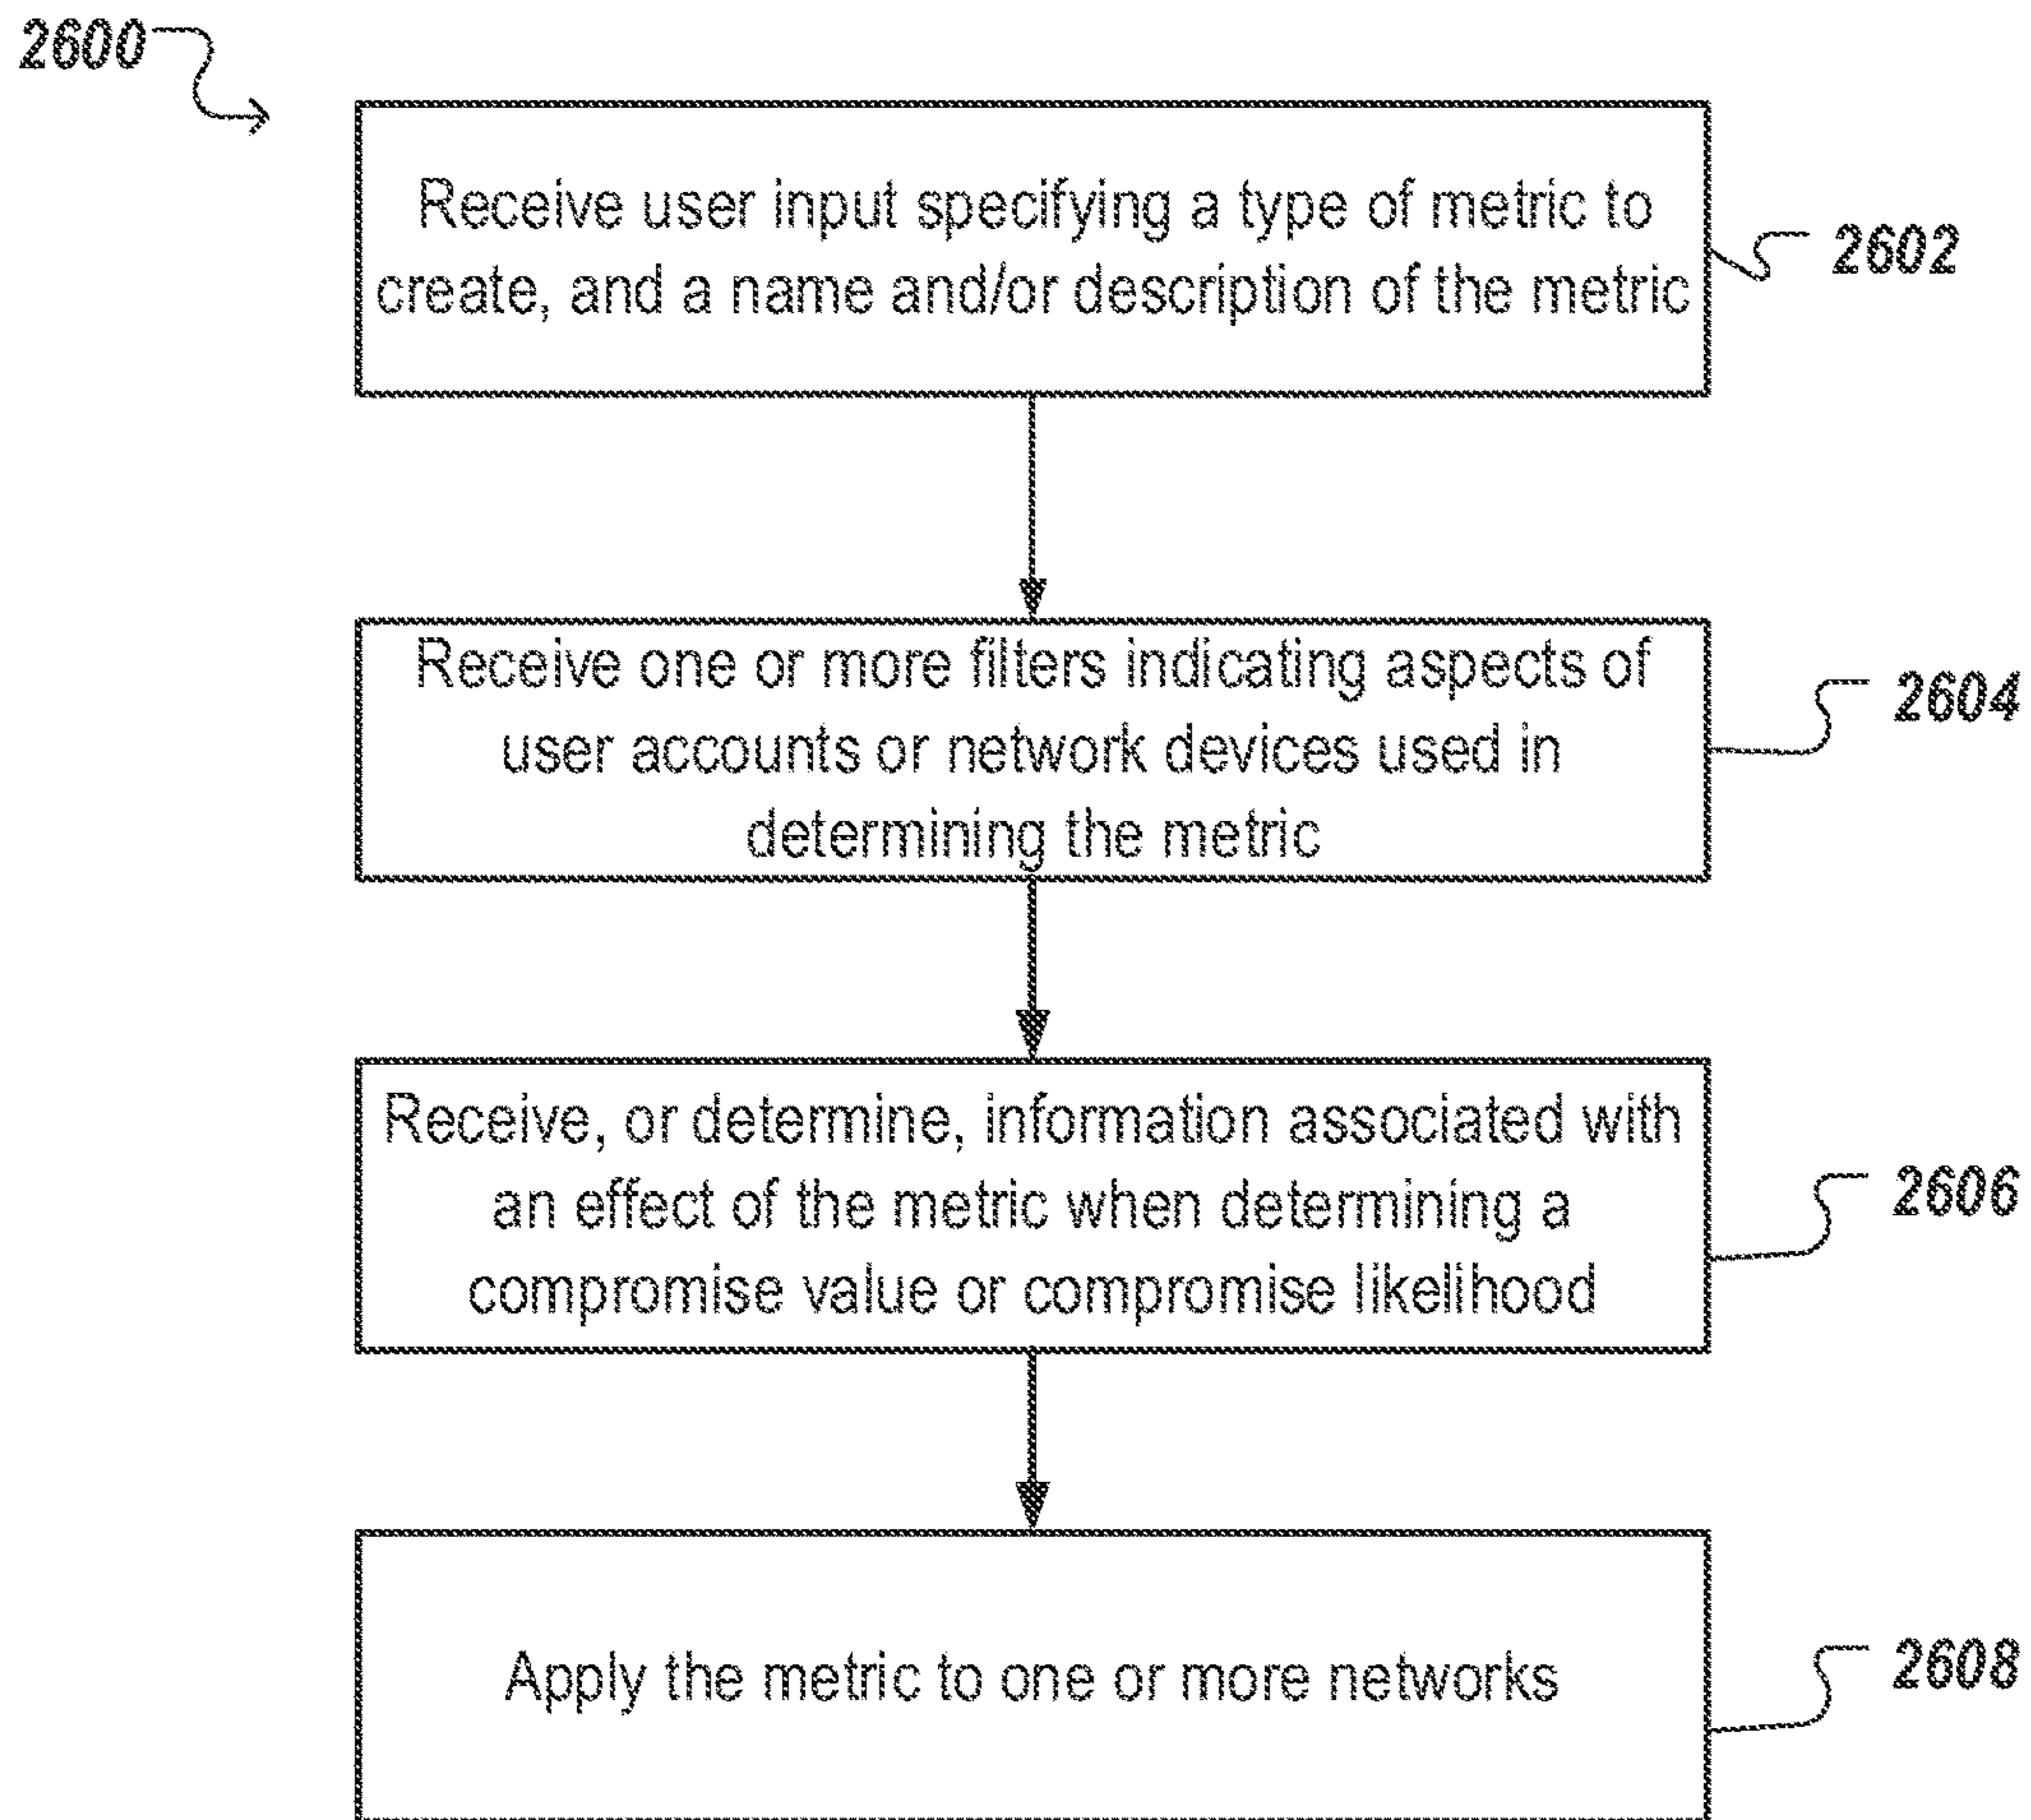 2600
Receive user input specifying a type of metric to
create, and a name and/or description of the metric
2602
Receive one or more filters indicating aspects of
user accounts or network devices used in
determining the metric
2604
Receive, or determine, information associated with
an effect of the metric when determining a
compromise value or compromise likelihood
2606
Apply the metric to one or more networks
2608